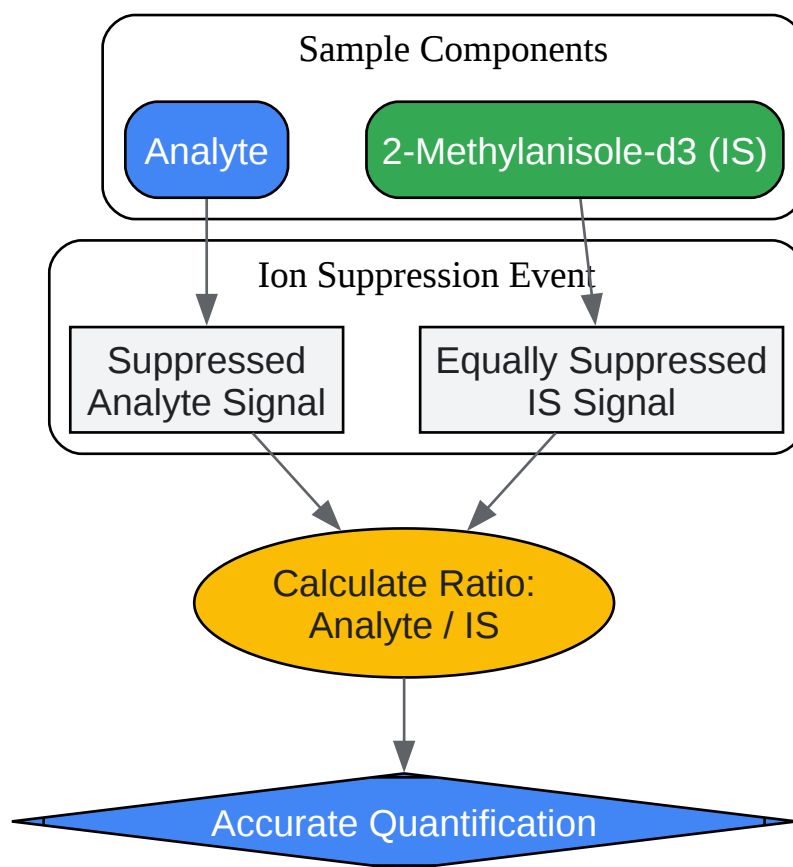 Sample Components
Analyte
2-Methylanisole-d3 (IS)
Ion Suppression Event
Suppressed
Analyte Signal
Equally Suppressed
IS Signal
Calculate Ratio:
Analyte / IS
Accurate Quantification